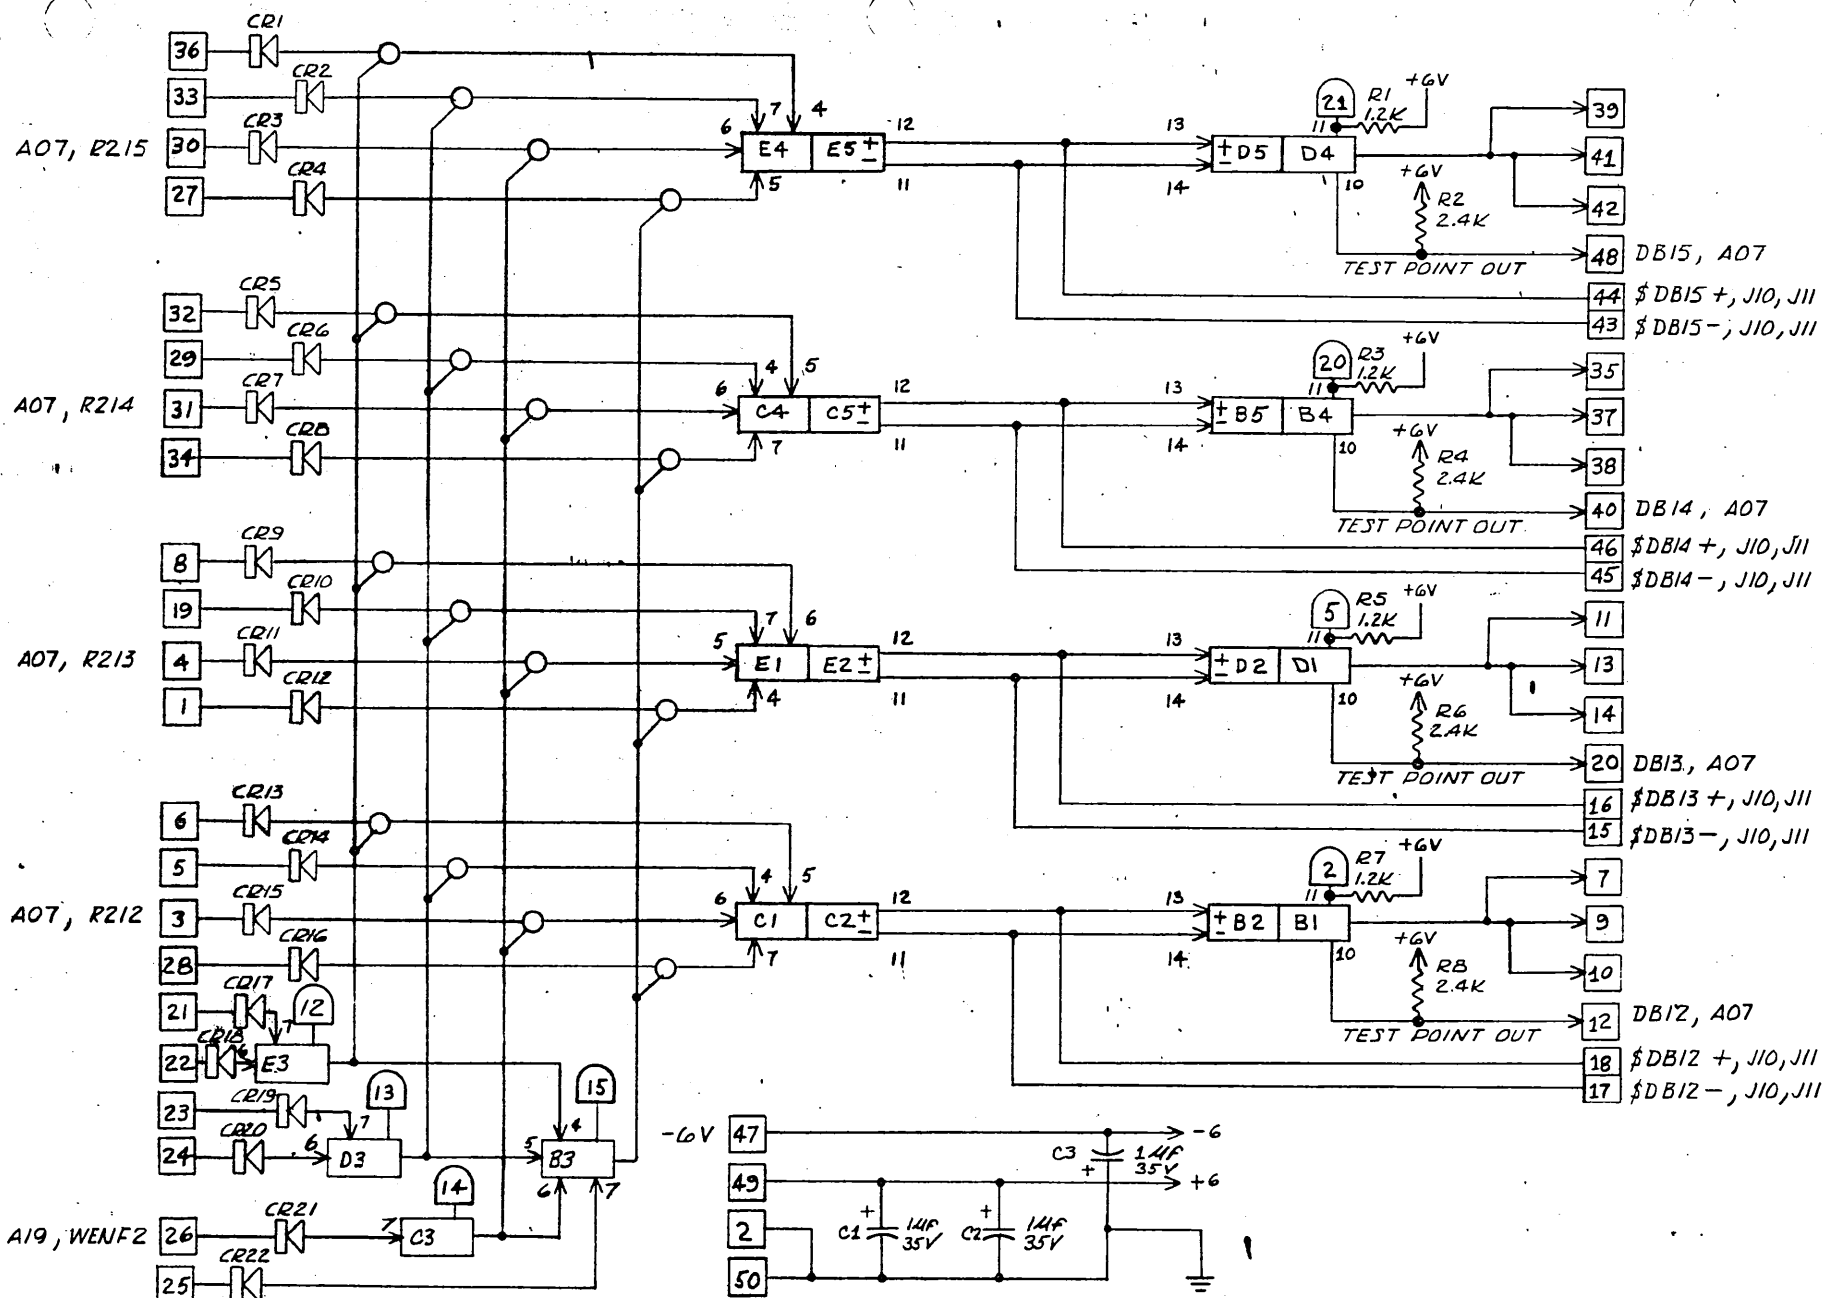 CR1
36
CR2
+6V
33
21
R1
1.2K
39
CR3
7
4
12
13
11
6
A07, R215
30
E4
E5
+
-
+
-
D5
D4
41
CR4
5
11
14
10
+6V
27
R2
2.4K
42
TEST POINT OUT
48
DB15, A07
CR5
44
$DB15 +, J10, J11
32
43
$DB15 -, J10, J11
CR6
+6V
29
20
R3
1.2K
35
CR7
4
5
12
13
11
6
A07, R214
31
C4
C5
+
-
+
-
B5
B4
37
CR8
7
11
14
10
+6V
34
R4
2.4K
38
TEST POINT OUT
40
DB14, A07
CR9
46
$DB14 +, J10, J11
8
45
$DB14 -, J10, J11
CR10
+6V
19
5
R5
1.2K
11
CR11
7
6
12
13
11
5
A07, R213
4
E1
E2
+
-
+
-
D2
D1
13
CR12
4
11
14
10
+6V
1
R6
2.4K
14
TEST POINT OUT
20
DB13, A07
CR13
16
$DB13 +, J10, J11
6
15
$DB13 -, J10, J11
CR14
+6V
5
2
R7
1.2K
7
CR15
4
5
12
13
11
6
A07, R212
3
C1
C2
+
-
+
-
B2
B1
9
CR16
7
11
14
10
+6V
28
R8
2.4K
10
CR17
21
12
7
TEST POINT OUT
12
DB12, A07
CR18
22
6
E3
18
$DB12 +, J10, J11
CR19
13
15
17
$DB12 -, J10, J11
23
7
4
CR20
-6V
47
-6
24
6
D3
5
B3
C3
+
1µF
35V
14
6
7
49
+6
CR21
+
+
2
A19, WENF2
26
7
C3
C1
1µF
35V
C2
1µF
35V
CR22
25
50